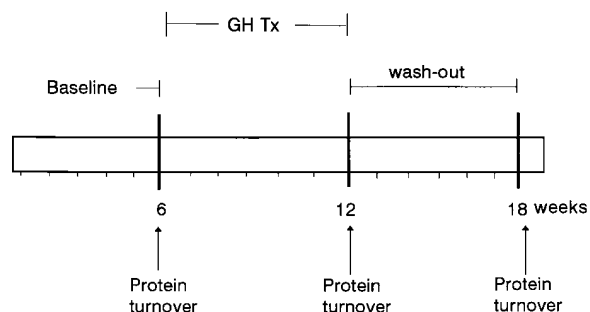 GH Tx
wash-out
Baseline
6
12
18 weeks
Protein
turnover
Protein
turnover
Protein
turnover